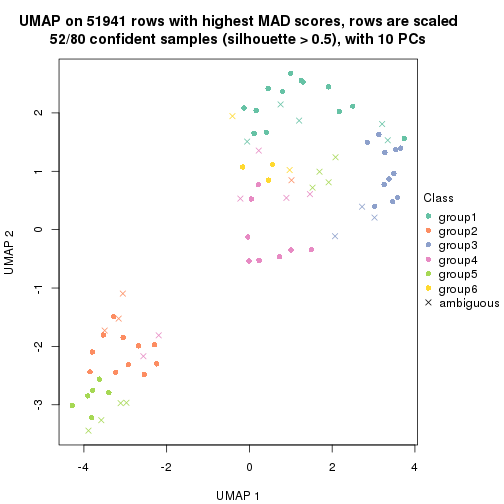 UMAP on 51941 rows with highest MAD scores, rows are scaled
52/80 confident samples (silhouette > 0.5), with 10 PCs
2
1
0
-1
-2
-3
UMAP 2
-4
-2
0
2
4
UMAP 1
Class
group1
group2
group3
group4
group5
group6
ambiguous